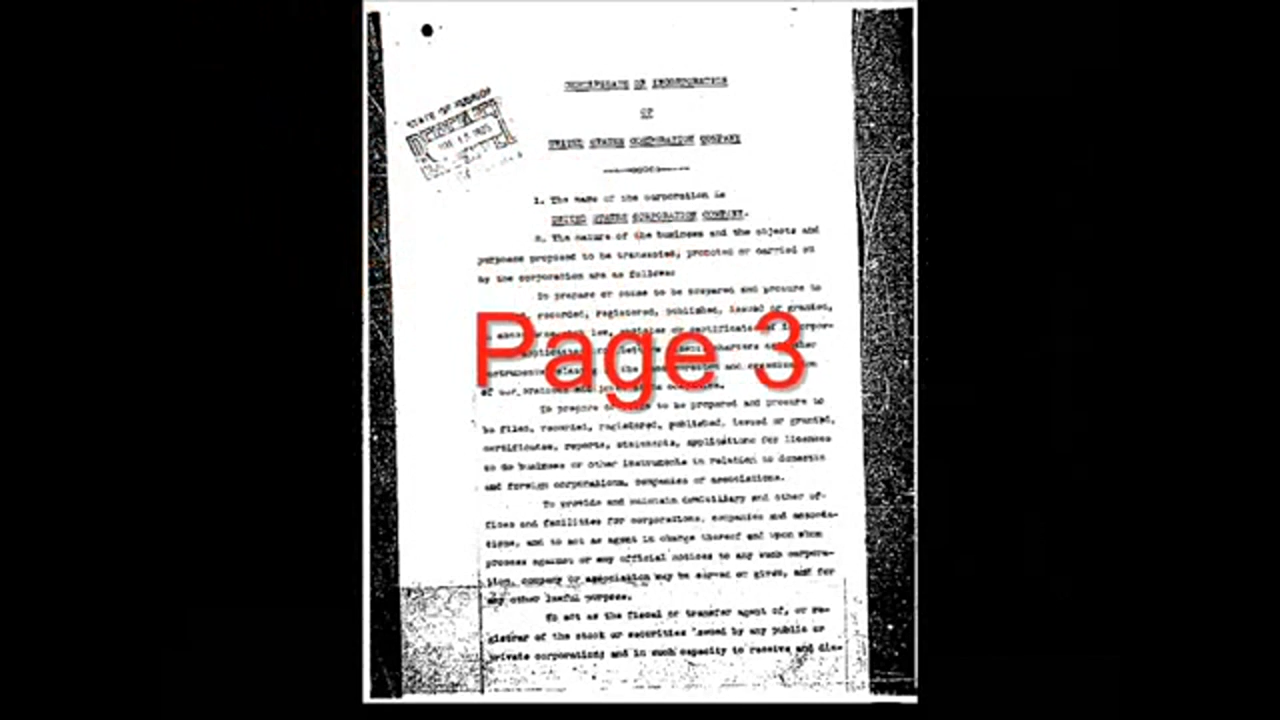 CERTIFICATE OF INCORPORATION
OF
UNITED STATES CORPORATION COMPANY
STATE OF
1. The name of the corporation is
UNITED STATES CORPORATION COMPANY.
2. The nature of the business and the objects and
purposes proposed to be transacted, promoted or carried on
by the corporation are as follows:
To prepare or cause to be prepared and procure to
recorded, registered, published, issued or granted,
Page 3
To prepare or cause to be prepared and procure to
be filed, recorded, registered, published, issued or granted,
certificates, reports, statements, applications for licenses
to do business or other instruments in relation to domestic
and foreign corporations, companies or associations.
To provide and maintain domiciliary and other of-
fices and facilities for corporations, companies and associa-
tions, and to act as agent in charge thereof and upon whom
process against or any official notices to any such corpora-
tion, company or association may be served or given, and for
any other lawful purpose.
To act as the fiscal or transfer agent of, or re-
gistrar of the stock or securities issued by any public or
private corporation; and in such capacity to receive and dis-